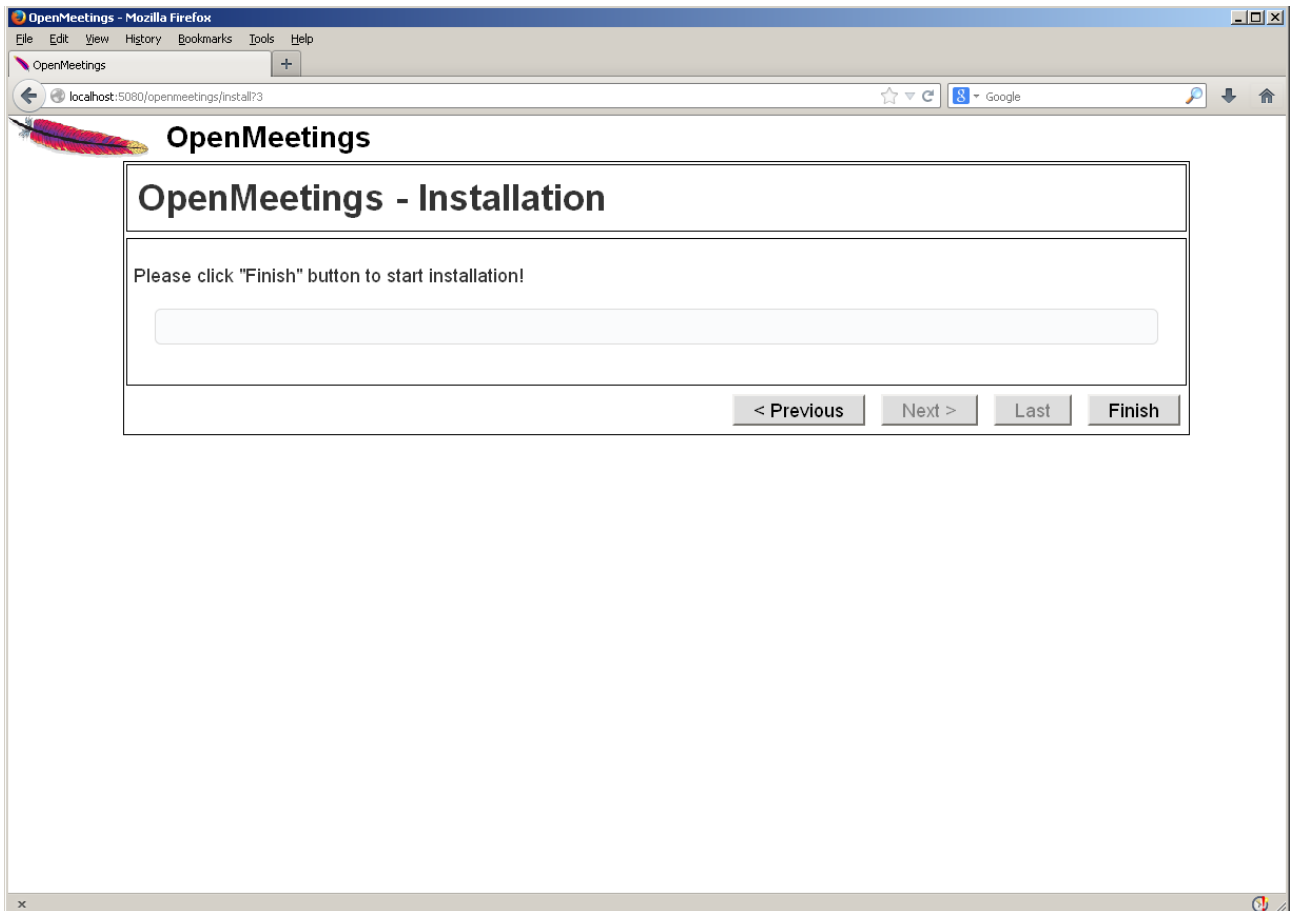 OpenMeetings - Mozilla Firefox
File Edit View History Bookmarks Tools Help
OpenMeetings +
localhost:5080/openmeetings/install?3 8 Google
OpenMeetings
OpenMeetings - Installation
Please click "Finish" button to start installation!
< Previous Next > Last Finish
x